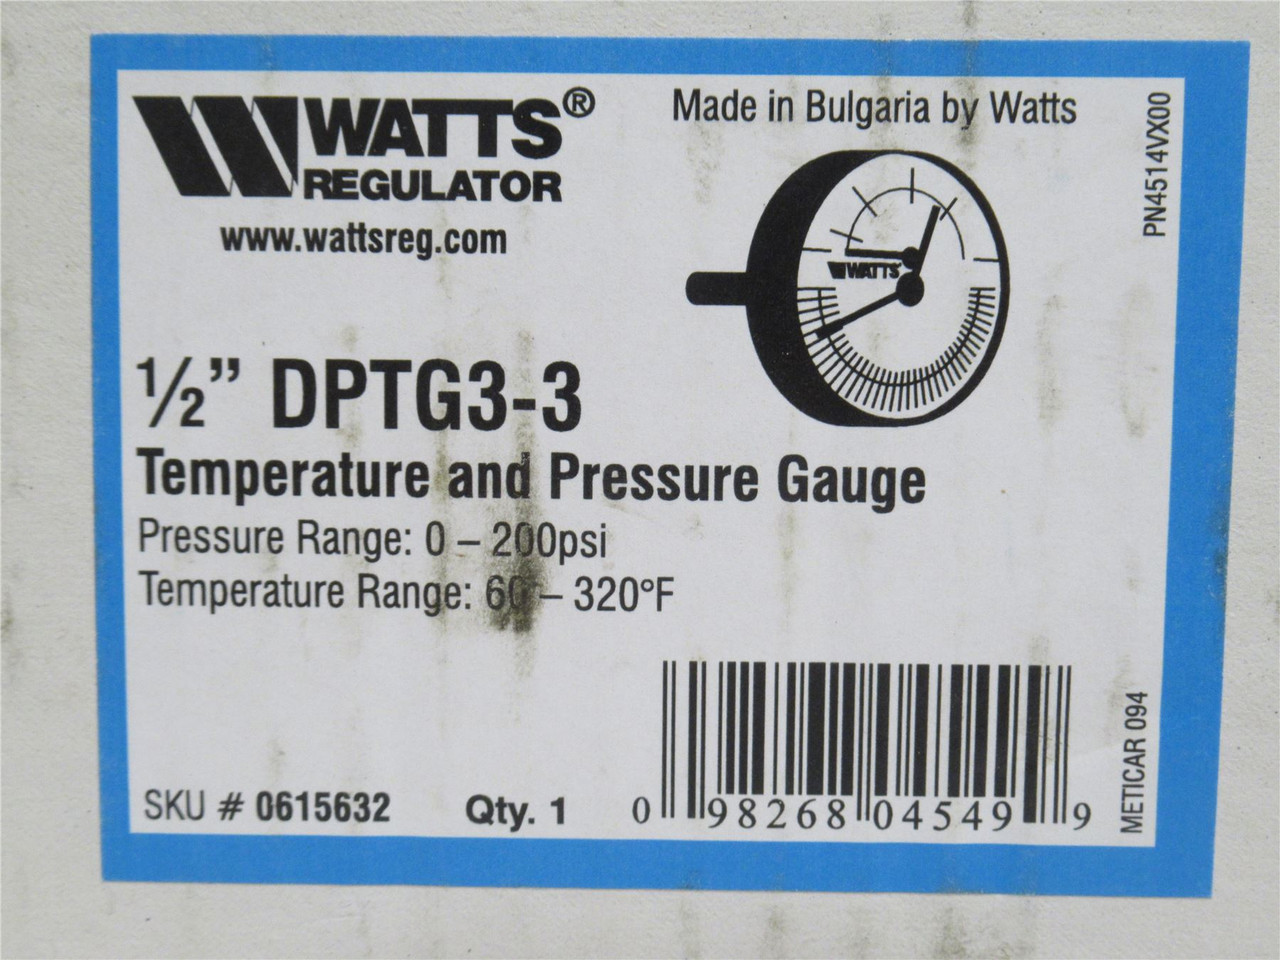 WATTS®
REGULATOR
www.wattsreg.com
Made in Bulgaria by Watts
PN4514VX00
WATTS
½” DPTG3-3
Temperature and Pressure Gauge
Pressure Range: 0 – 200psi
Temperature Range: 60 – 320°F
SKU # 0615632 Qty. 1
0 98268 04549 9
METICAR 094